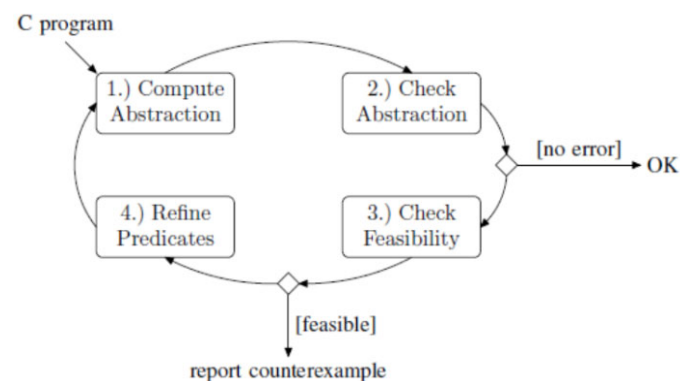 C program
1.) Compute
Abstraction
2.) Check
Abstraction
[no error]
OK
4.) Refine
Predicates
3.) Check
Feasibility
[feasible]
report counterexample